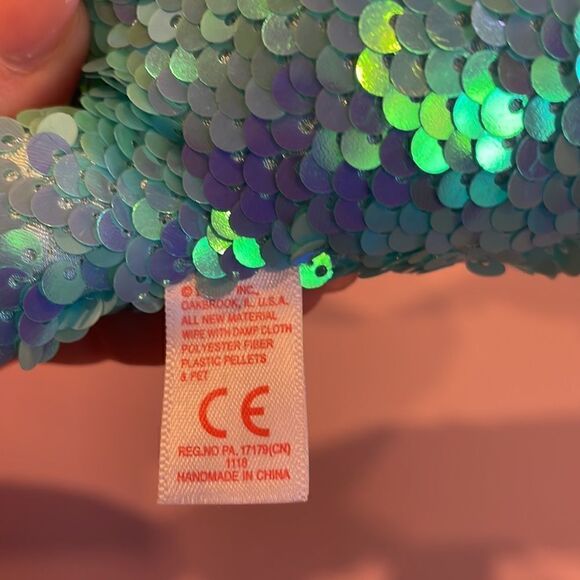 INC.,
OAKBROOK, IL. U.S.A.
ALL NEW MATERIAL
WIPE WITH DAMP CLOTH
POLYESTER FIBER
PLASTIC PELLETS
& PET
CE
REG.NO PA. 17179(CN)
1118
HANDMADE IN CHINA